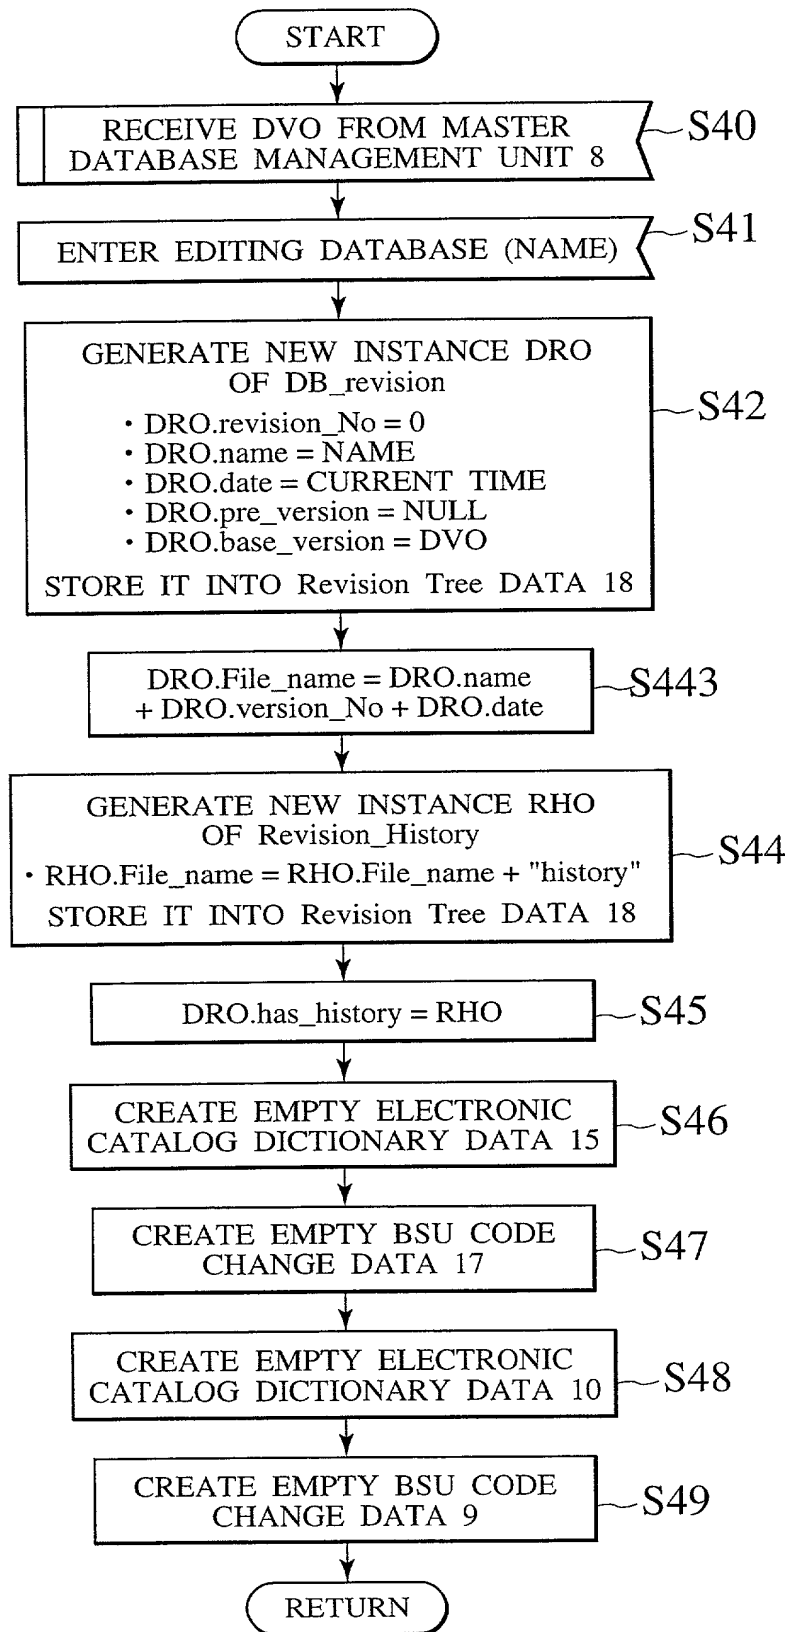 START
RECEIVE DVO FROM MASTER
DATABASE MANAGEMENT UNIT 8
S40
ENTER EDITING DATABASE (NAME)
S41
GENERATE NEW INSTANCE DRO
OF DB_revision
・DRO.revision_No = 0
・DRO.name = NAME
・DRO.date = CURRENT TIME
・DRO.pre_version = NULL
・DRO.base_version = DVO
STORE IT INTO Revision Tree DATA 18
S42
DRO.File_name = DRO.name
+ DRO.version_No + DRO.date
S443
GENERATE NEW INSTANCE RHO
OF Revision_History
・RHO.File_name = RHO.File_name + "history"
STORE IT INTO Revision Tree DATA 18
S44
DRO.has_history = RHO
S45
CREATE EMPTY ELECTRONIC
CATALOG DICTIONARY DATA 15
S46
CREATE EMPTY BSU CODE
CHANGE DATA 17
S47
CREATE EMPTY ELECTRONIC
CATALOG DICTIONARY DATA 10
S48
CREATE EMPTY BSU CODE
CHANGE DATA 9
S49
RETURN